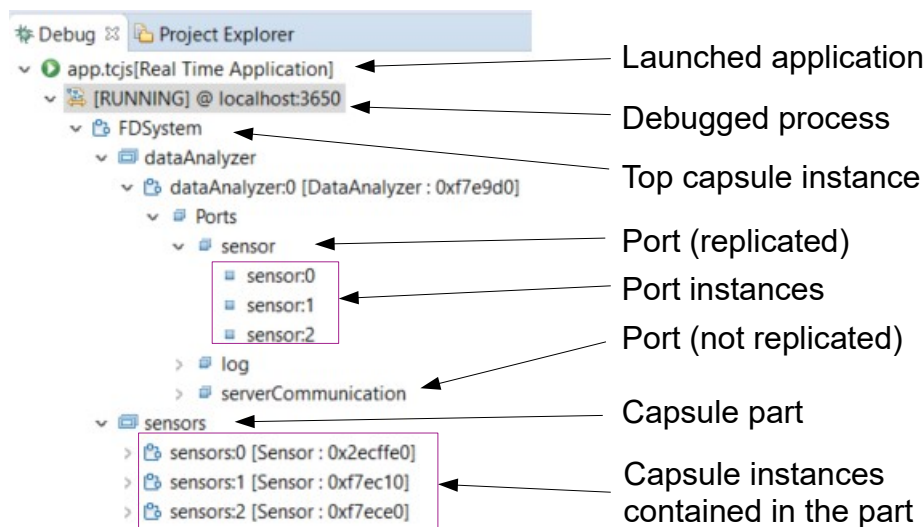 Debug Project Explorer
app.tcjs[Real Time Application]
Launched application
[RUNNING] @ localhost:3650
Debugged process
FDSystem
Top capsule instance
dataAnalyzer
dataAnalyzer:0 [DataAnalyzer : 0xf7e9d0]
Ports
sensor
Port (replicated)
sensor:0
sensor:1
sensor:2
Port instances
log
serverCommunication
Port (not replicated)
sensors
Capsule part
sensors:0 [Sensor : 0x2ecffe0]
sensors:1 [Sensor : 0xf7ec10]
sensors:2 [Sensor : 0xf7ece0]
Capsule instances
contained in the part